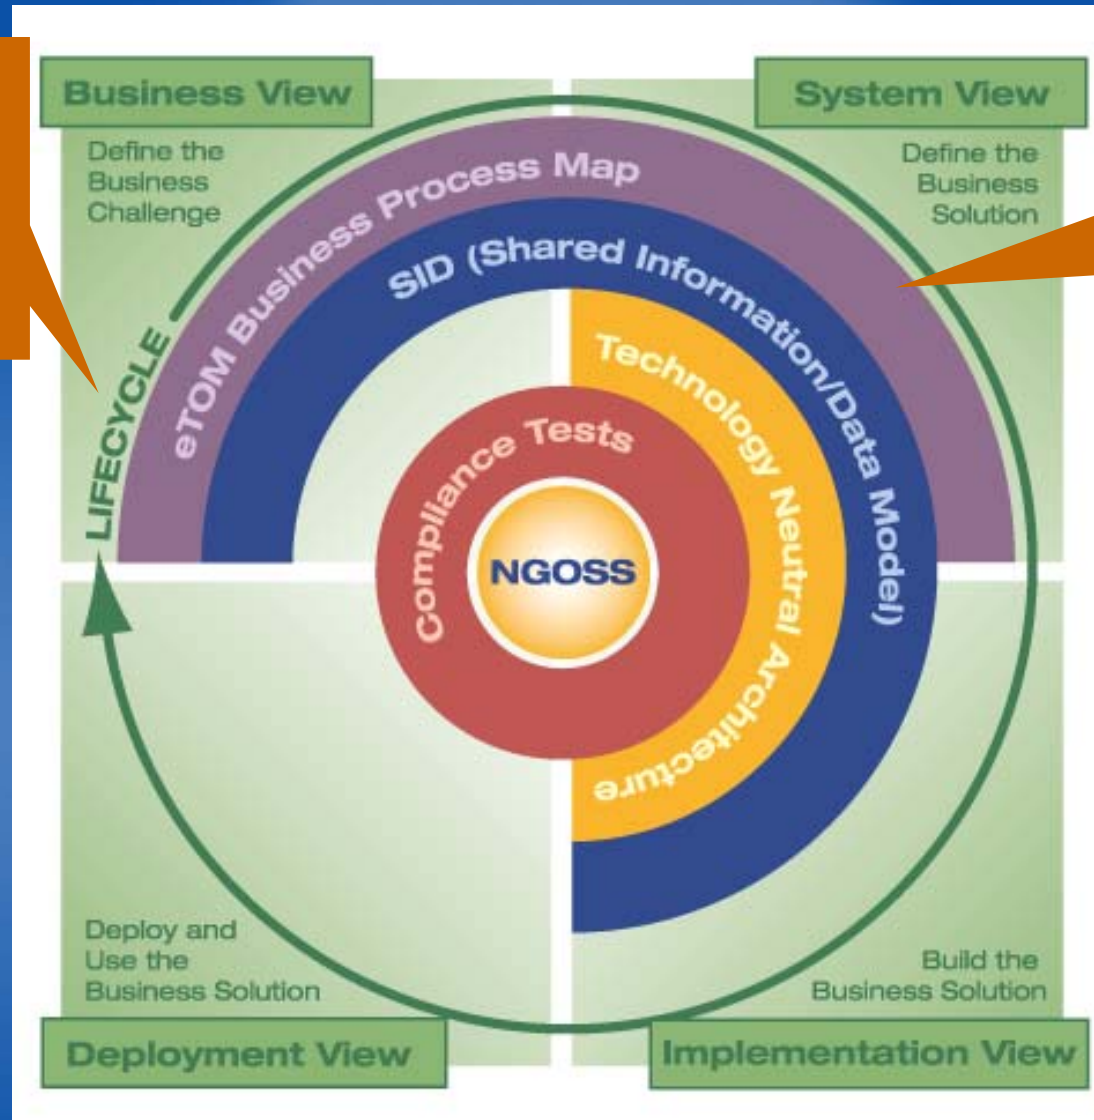 Business View
System View
Define the
Business
Challenge
Define the
Business
Solution
eTOM Business Process Map
SID (Shared Information/Data Model)
Technology Neutral Architecture
Compliance Tests
NGOSS
LIFECYCLE
Deploy and
Use the
Business Solution
Build the
Business Solution
Deployment View
Implementation View